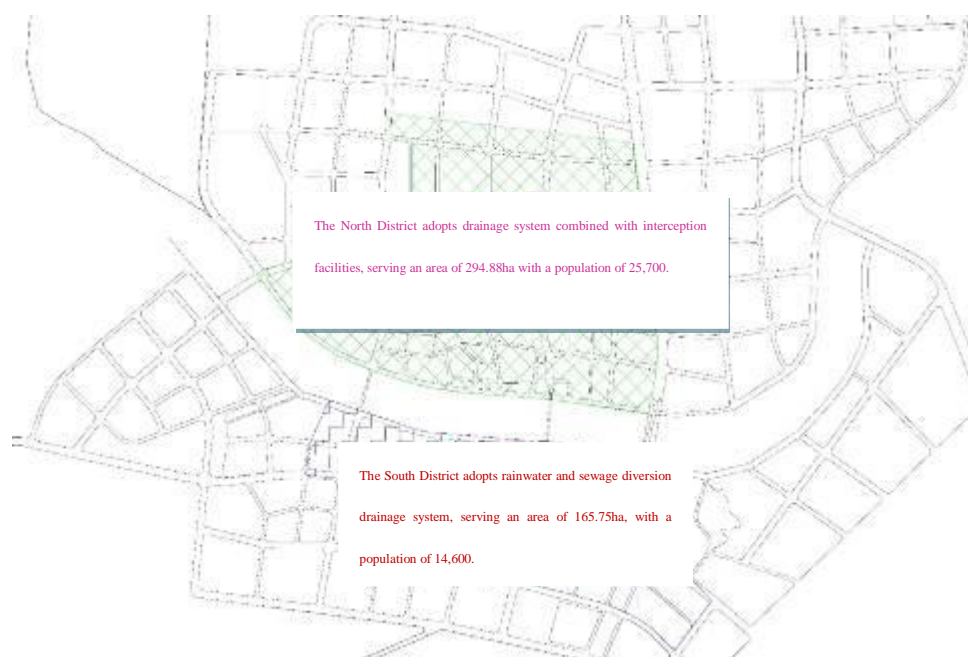 The North District adopts drainage system combined with interception
facilities, serving an area of 294.88ha with a population of 25,700.
The South District adopts rainwater and sewage diversion
drainage system, serving an area of 165.75ha, with a
population of 14,600.